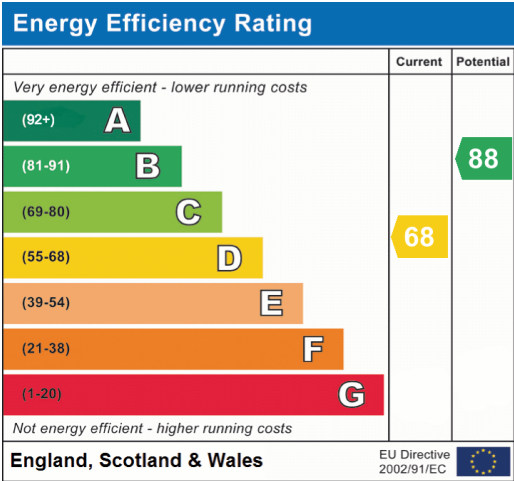 Energy Efficiency Rating
Current Potential
Very energy efficient - lower running costs
(92+) A
(81-91) B
88
(69-80) C
68
(55-68) D
(39-54) E
(21-38) F
(1-20) G
Not energy efficient - higher running costs
England, Scotland & Wales
EU Directive
2002/91/EC